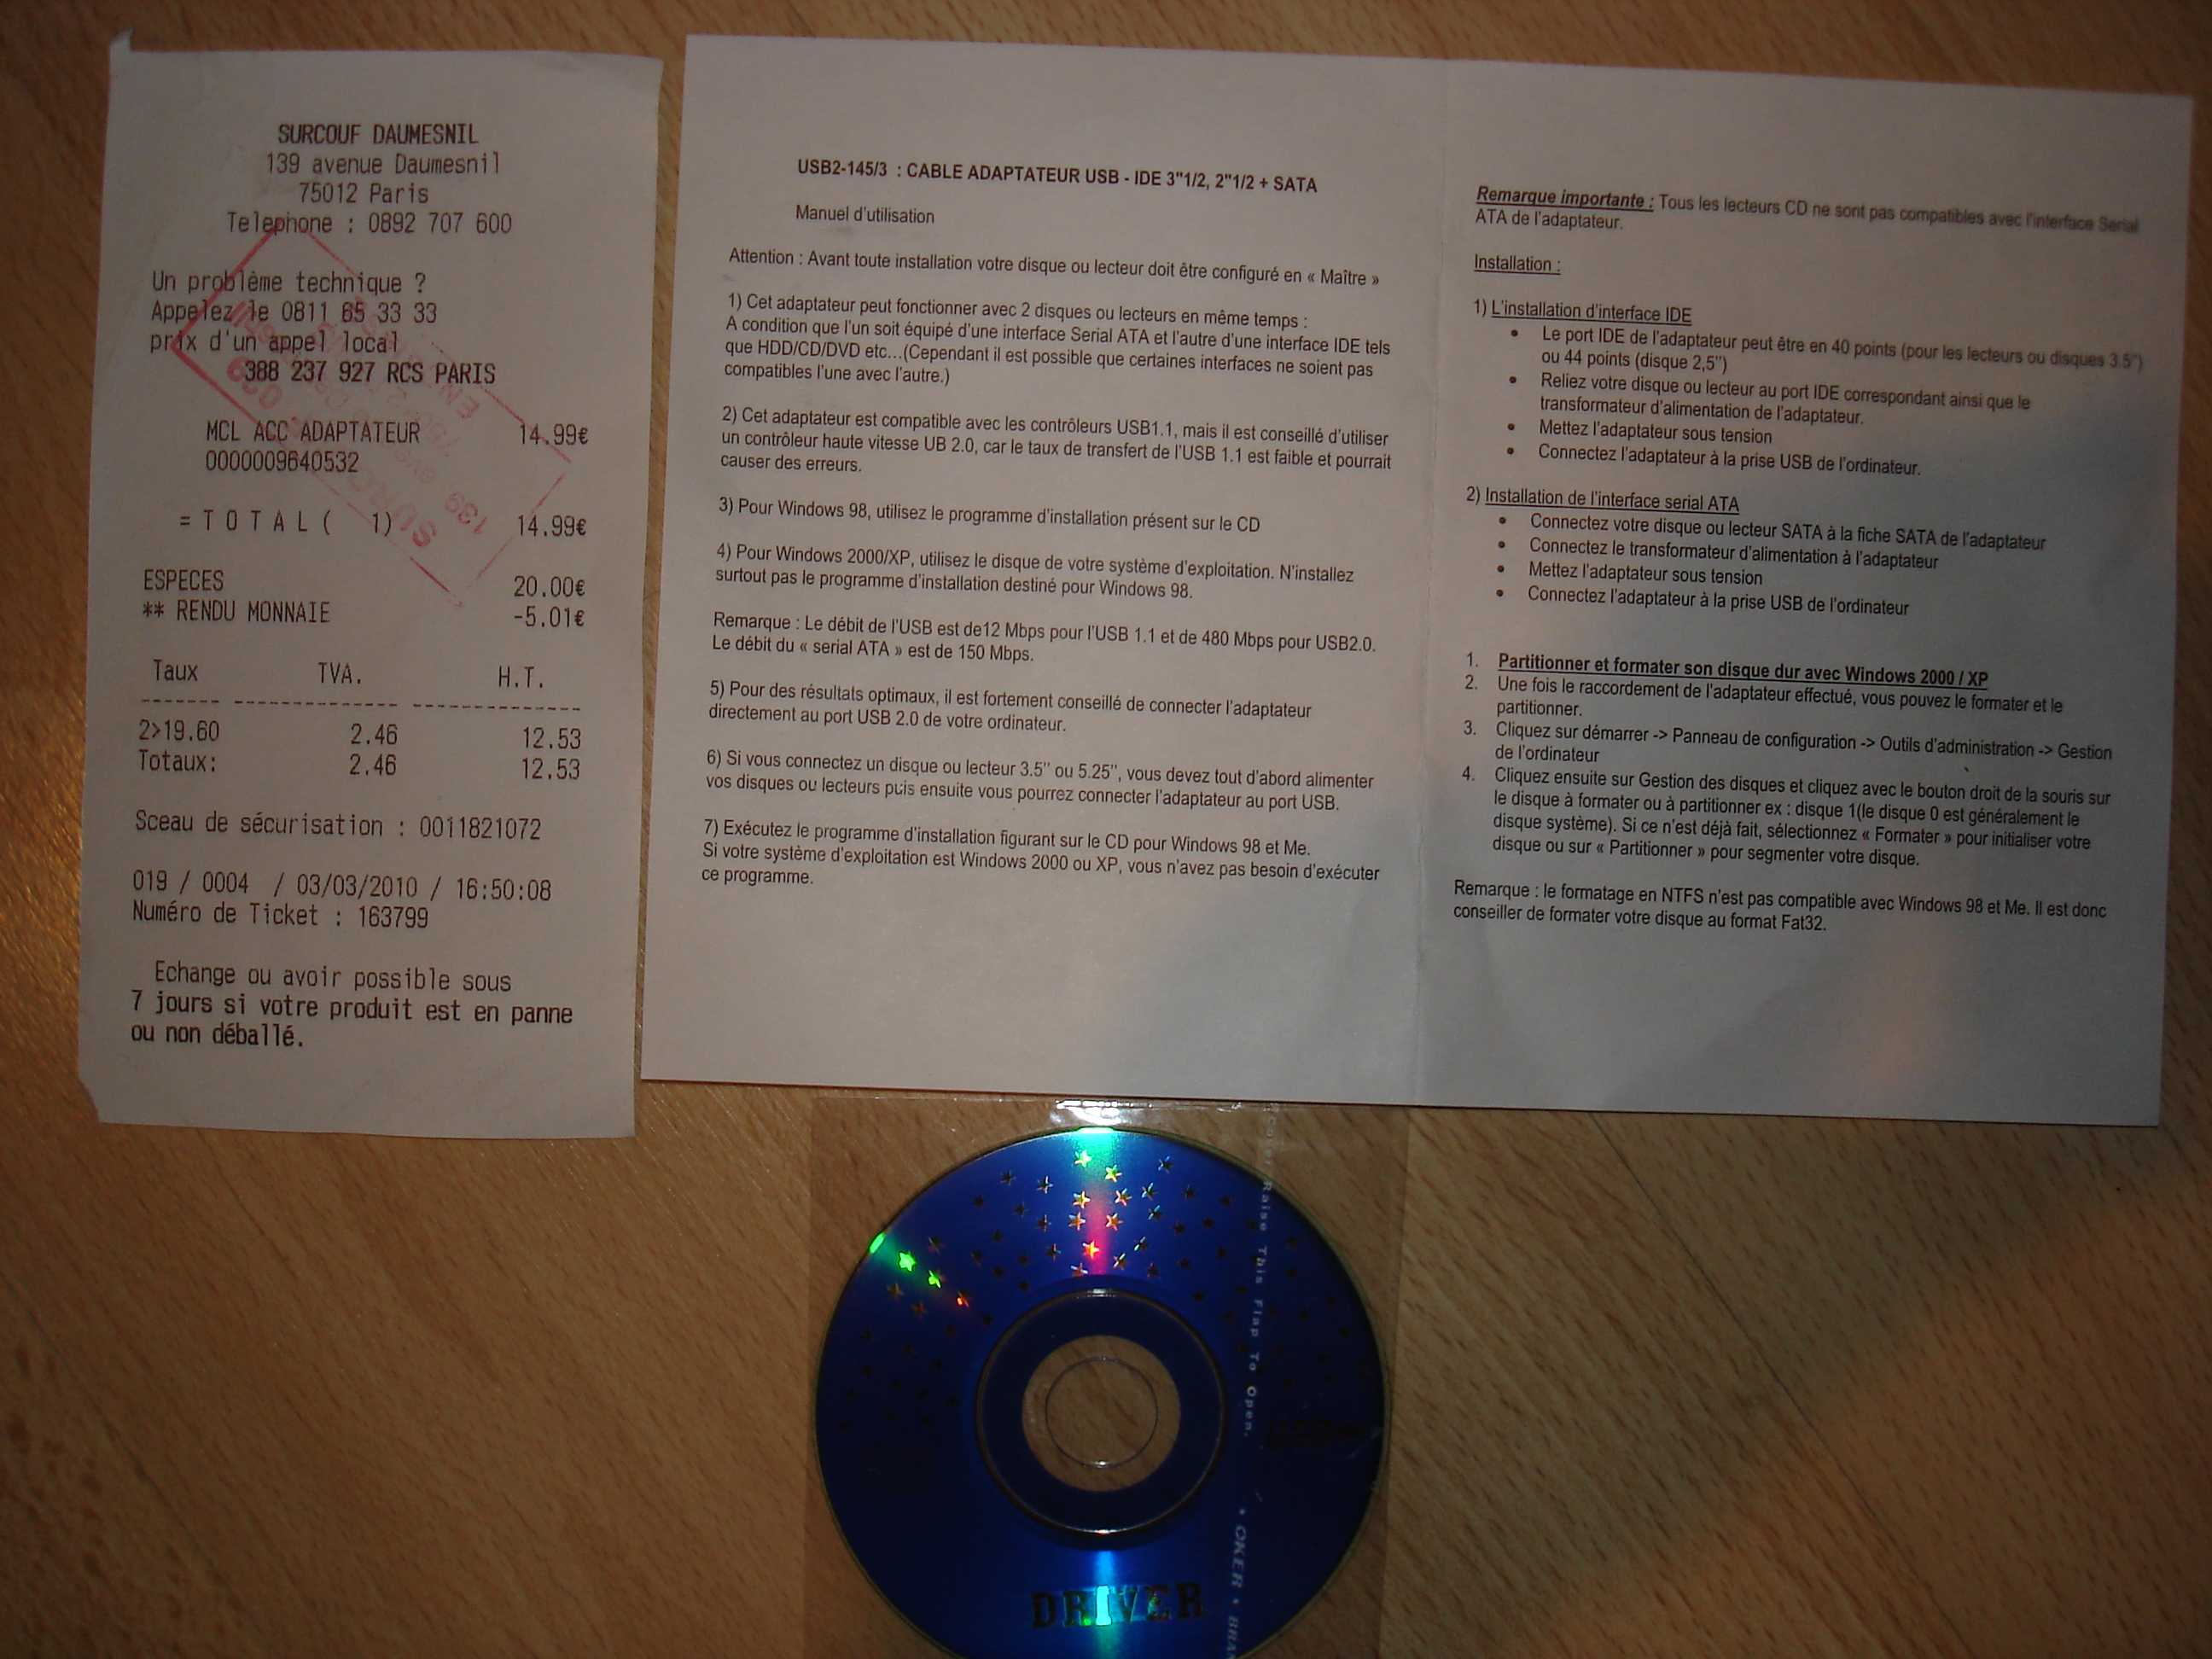 SURCOUF DAUMESNIL
139 avenue Daumesnil
75012 Paris
Telephone : 0892 707 600
Un problème technique ?
Appelez le 0811 65 33 33
prix d'un appel local
388 237 927 RCS PARIS
MCL ACC ADAPTATEUR 14.99€
0000009640532
= T O T A L ( 1) 14.99€
ESPECES 20.00€
** RENDU MONNAIE -5.01€
Taux TVA. H.T.
2>19.60 2.46 12.53
Totaux: 2.46 12.53
Sceau de sécurisation : 0011821072
019 / 0004 / 03/03/2010 / 16:50:08
Numéro de Ticket : 163799
Echange ou avoir possible sous
7 jours si votre produit est en panne
ou non déballé.
USB2-145/3 : CABLE ADAPTATEUR USB - IDE 3"1/2, 2"1/2 + SATA
Manuel d'utilisation
Attention : Avant toute installation votre disque ou lecteur doit être configuré en « Maître »
1) Cet adaptateur peut fonctionner avec 2 disques ou lecteurs en même temps :
A condition que l'un soit équipé d'une interface Serial ATA et l'autre d'une interface IDE tels
que HDD/CD/DVD etc…(Cependant il est possible que certaines interfaces ne soient pas
compatibles l'une avec l'autre.)
2) Cet adaptateur est compatible avec les contrôleurs USB1.1, mais il est conseillé d'utiliser
un contrôleur haute vitesse UB 2.0, car le taux de transfert de l'USB 1.1 est faible et pourrait
causer des erreurs.
3) Pour Windows 98, utilisez le programme d'installation présent sur le CD
4) Pour Windows 2000/XP, utilisez le disque de votre système d'exploitation. N'installez
surtout pas le programme d'installation destiné pour Windows 98.
Remarque : Le débit de l'USB est de12 Mbps pour l'USB 1.1 et de 480 Mbps pour USB2.0.
Le débit du « serial ATA » est de 150 Mbps.
5) Pour des résultats optimaux, il est fortement conseillé de connecter l'adaptateur
directement au port USB 2.0 de votre ordinateur.
6) Si vous connectez un disque ou lecteur 3.5'' ou 5.25'', vous devez tout d'abord alimenter
vos disques ou lecteurs puis ensuite vous pourrez connecter l'adaptateur au port USB.
7) Exécutez le programme d'installation figurant sur le CD pour Windows 98 et Me.
Si votre système d'exploitation est Windows 2000 ou XP, vous n'avez pas besoin d'exécuter
ce programme.
Remarque importante : Tous les lecteurs CD ne sont pas compatibles avec l'interface Serial
ATA de l'adaptateur.
Installation :
1) L'installation d'interface IDE
• Le port IDE de l'adaptateur peut être en 40 points (pour les lecteurs ou disques 3.5'')
ou 44 points (disque 2,5'')
• Reliez votre disque ou lecteur au port IDE correspondant ainsi que le
transformateur d'alimentation de l'adaptateur.
• Mettez l'adaptateur sous tension
• Connectez l'adaptateur à la prise USB de l'ordinateur.
2) Installation de l'interface serial ATA
• Connectez votre disque ou lecteur SATA à la fiche SATA de l'adaptateur
• Connectez le transformateur d'alimentation à l'adaptateur
• Mettez l'adaptateur sous tension
• Connectez l'adaptateur à la prise USB de l'ordinateur
1. Partitionner et formater son disque dur avec Windows 2000 / XP
2. Une fois le raccordement de l'adaptateur effectué, vous pouvez le formater et le
partitionner.
3. Cliquez sur démarrer -> Panneau de configuration -> Outils d'administration -> Gestion
de l'ordinateur
4. Cliquez ensuite sur Gestion des disques et cliquez avec le bouton droit de la souris sur
le disque à formater ou à partitionner ex : disque 1(le disque 0 est généralement le
disque système). Si ce n'est déjà fait, sélectionnez « Formater » pour initialiser votre
disque ou sur « Partitionner » pour segmenter votre disque.
Remarque : le formatage en NTFS n'est pas compatible avec Windows 98 et Me. Il est donc
conseiller de formater votre disque au format Fat32.
Raise This Flap To Open.
* OKER *
DRIVER